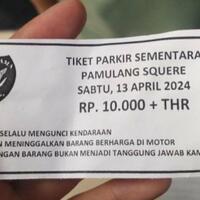 TIKET PARKIR SEMENTARA
PAMULANG SQUERE
SABTU, 13 APRIL 2024
RP. 10.000 + THR
SELALU MENGUNCI KENDARAAN
N MENINGGALKAN BARANG BERHARGA DI MOTOR
NGAN BARANG BUKAN MENJADI TANGGUNG JAWAB KAM